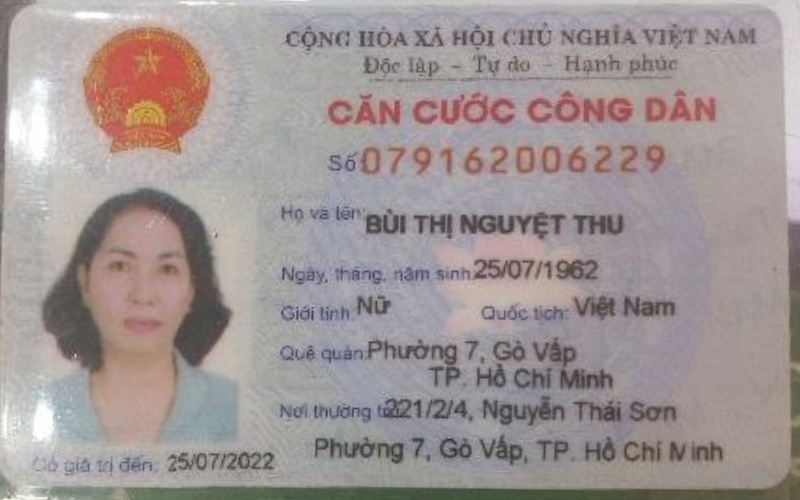 CỘNG HÒA XÃ HỘI CHỦ NGHĨA VIỆT NAM
Độc lập - Tự do - Hạnh phúc
CĂN CƯỚC CÔNG DÂN
Số 079162006229
Họ và tên: BÙI THỊ NGUYỆT THU
Ngày, tháng, năm sinh: 25/07/1962
Giới tính: Nữ Quốc tịch: Việt Nam
Quê quán: Phường 7, Gò Vấp
TP. Hồ Chí Minh
Nơi thường trú: 221/2/4, Nguyễn Thái Sơn
Phường 7, Gò Vấp, TP. Hồ Chí Minh
Có giá trị đến: 25/07/2022